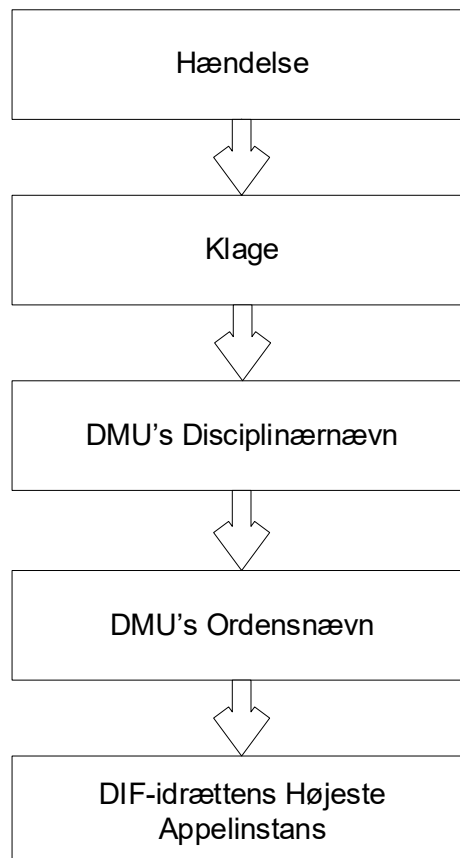 Hændelse
Klage
DMU's Disciplinærnævn
DMU's Ordensnævn
DIF-idrættens Højeste
Appelinstans